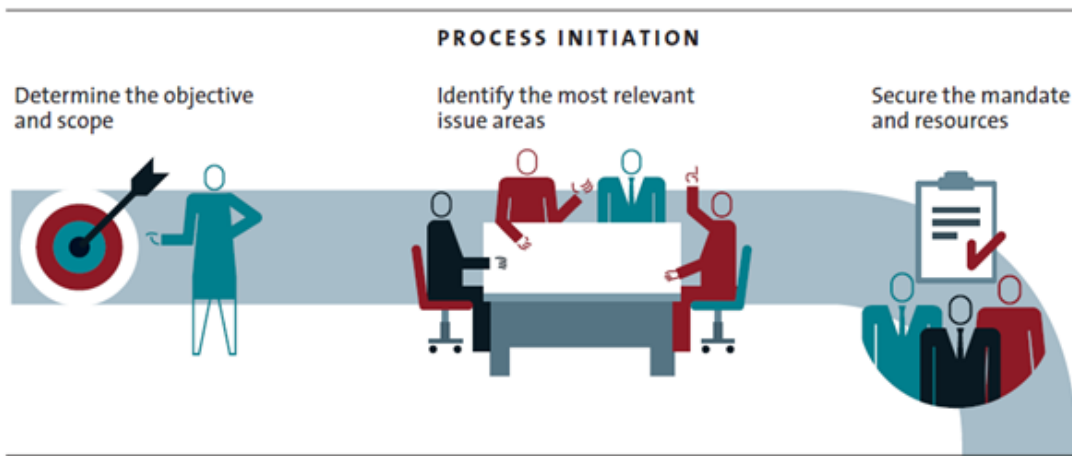 PROCESS INITIATION
Determine the objective
and scope
Identify the most relevant
issue areas
Secure the mandate
and resources